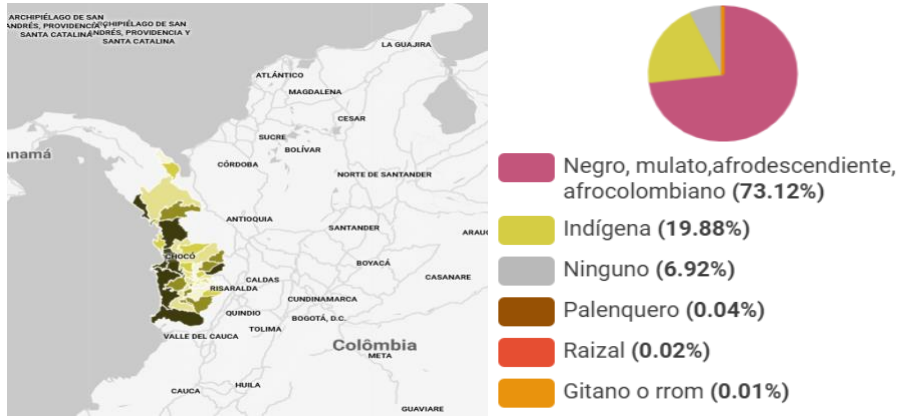 ARCHIPIÉLAGO DE SAN
ANDRÉS, PROVIDENCIA Y
SANTA CATALINA
ARCHIPIÉLAGO DE SAN
ANDRÉS, PROVIDENCIA Y
SANTA CATALINA
LA GUAJIRA
ATLÁNTICO
MAGDALENA
CESAR
SUCRE
BOLÍVAR
anamá
CÓRDOBA
NORTE DE SANTANDER
ANTIOQUIA
SANTANDER
ARAUC
CHOCÓ
BOYACÁ
CASANARE
CALDAS
RISARALDA
CUNDINAMARCA
QUINDIO
BOGOTÁ, D.C.
TOLIMA
VALLE DEL CAUCA
Colômbia
META
CAUCA
HUILA
GUAVIARE
Negro, mulato,afrodescendiente,
afrocolombiano (73.12%)
Indígena (19.88%)
Ninguno (6.92%)
Palenquero (0.04%)
Raizal (0.02%)
Gitano o rrom (0.01%)